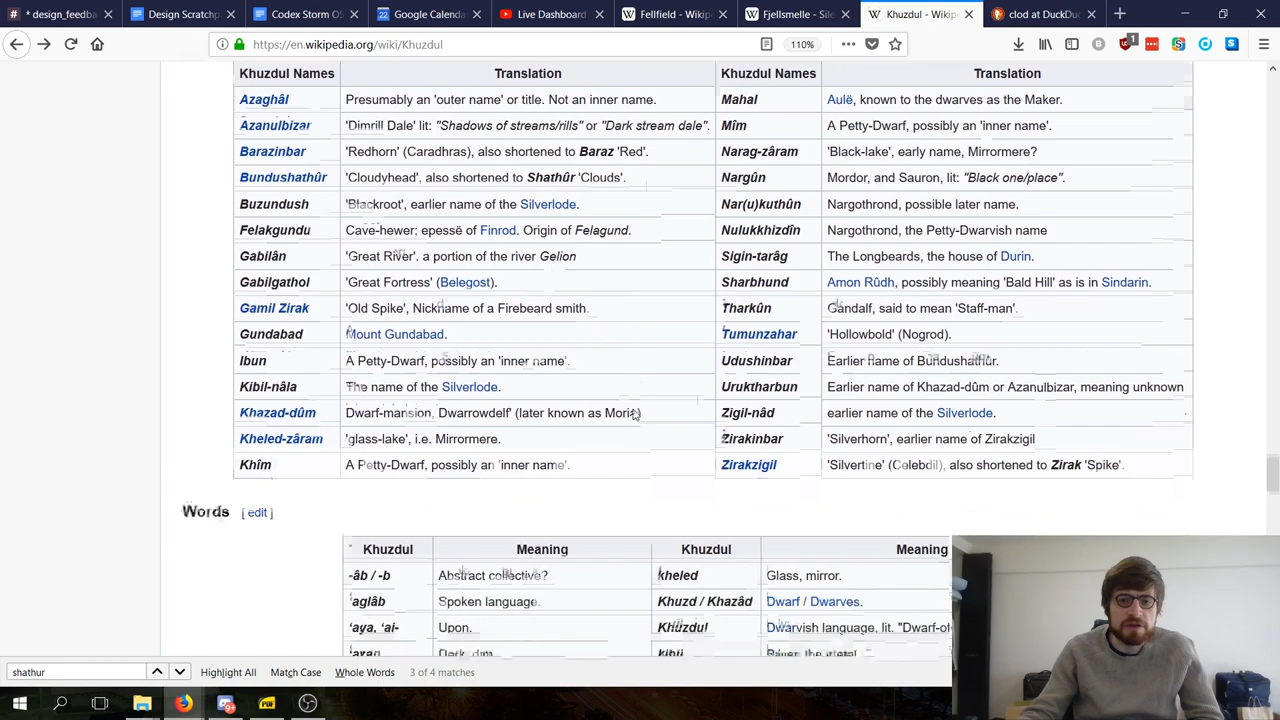 * design_feedba
Design Scratchp
Codex Storm OS
Google Calenda
Live Dashboard
Fellfield - Wikipe
Fjellsmelle - Sile
Khuzdul - Wikip
clod at DuckDuc
https://en.wikipedia.org/wiki/Khuzdul
110%
1
Khuzdul Names Translation Khuzdul Names Translation
Azaghâl Presumably an 'outer name' or title. Not an inner name. Mahal Aulë, known to the dwarves as the Maker.
Azanulbizar 'Dimrill Dale' lit: "Shadows of streams/rills" or "Dark stream dale". Mîm A Petty-Dwarf, possibly an 'inner name'.
Barazinbar 'Redhorn' (Caradhras), also shortened to Baraz 'Red'. Narag-zâram 'Black-lake', early name, Mirrormere?
Bundushathûr 'Cloudyhead', also shortened to Shathûr 'Clouds'. Nargûn Mordor, and Sauron, lit: "Black one/place".
Buzundush 'Blackroot', earlier name of the Silverlode. Nar(u)kuthûn Nargothrond, possible later name.
Felakgundu Cave-hewer; epessë of Finrod. Origin of Felagund. Nulukkhizdîn Nargothrond, the Petty-Dwarvish name
Gabilân 'Great River'. a portion of the river Gelion Sigin-tarâg The Longbeards, the house of Durin.
Gabilgathol 'Great Fortress' (Belegost). Sharbhund Amon Rûdh, possibly meaning 'Bald Hill' as is in Sindarin.
Gamil Zirak 'Old Spike', Nickname of a Firebeard smith. Tharkûn Gandalf, said to mean 'Staff-man'.
Gundabad Mount Gundabad. Tumunzahar 'Hollowbold' (Nogrod).
Ibun A Petty-Dwarf, possibly an 'inner name'. Udushinbar Earlier name of Bundushathûr.
Kibil-nâla The name of the Silverlode. Uruktharbun Earlier name of Khazad-dûm or Azanulbizar, meaning unknown
Khazad-dûm Dwarf-mansion, Dwarrowdelf' (later known as Moria) Zigil-nâd earlier name of the Silverlode.
Kheled-zâram 'glass-lake', i.e. Mirrormere. Zirakinbar 'Silverhorn', earlier name of Zirakzigil
Khîm A Petty-Dwarf, possibly an 'inner name'. Zirakzigil 'Silvertine' (Celebdil), also shortened to Zirak 'Spike'.
Words [ edit ]
Khuzdul Meaning Khuzdul Meaning
-âb / -b Abstract collective? kheled Glass, mirror.
'aglâb Spoken language. Khuzd / Khazâd Dwarf / Dwarves.
'aya, 'ai- Upon. Khuzdul Dwarvish language, lit. "Dwarf-o
shathur Highlight All Match Case Whole Words 3 of 4 matches